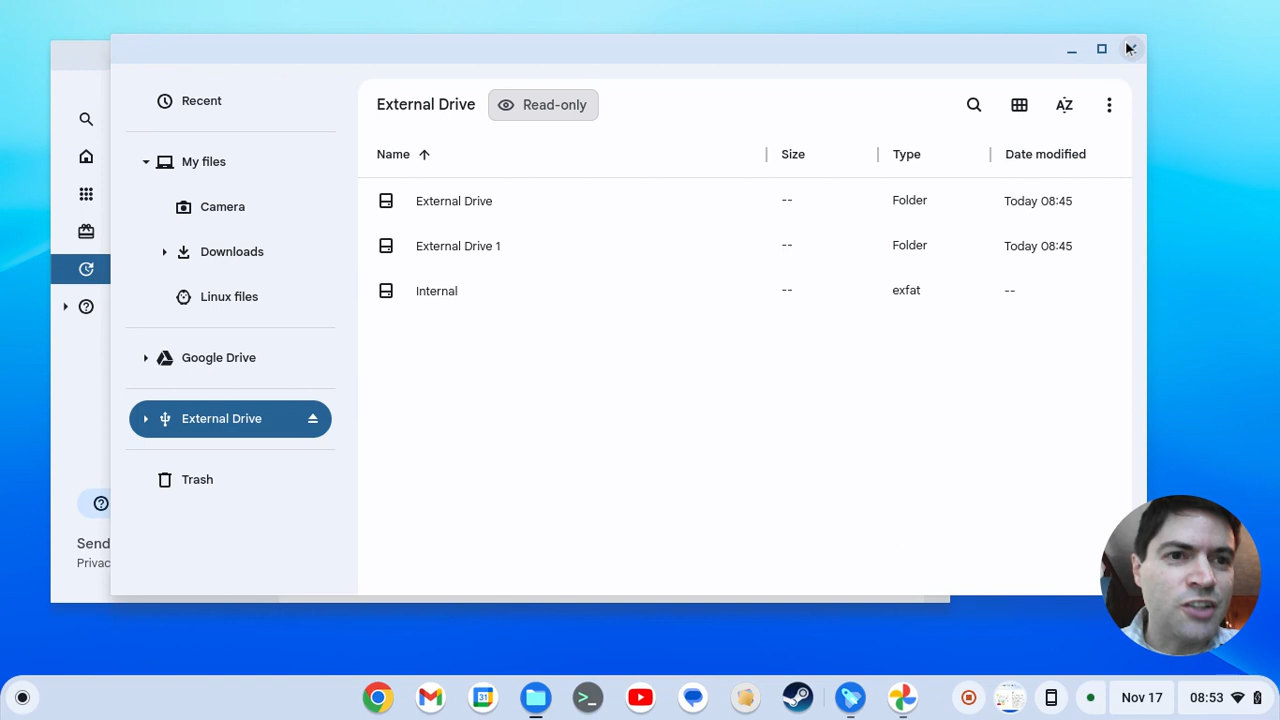 Recent
My files
Camera
Downloads
Linux files
Google Drive
External Drive
Trash
Send
Privac
External Drive Read-only
AZ
Name Size Type Date modified
External Drive -- Folder Today 08:45
External Drive 1 -- Folder Today 08:45
Internal -- exfat --
31
Nov 17 08:53